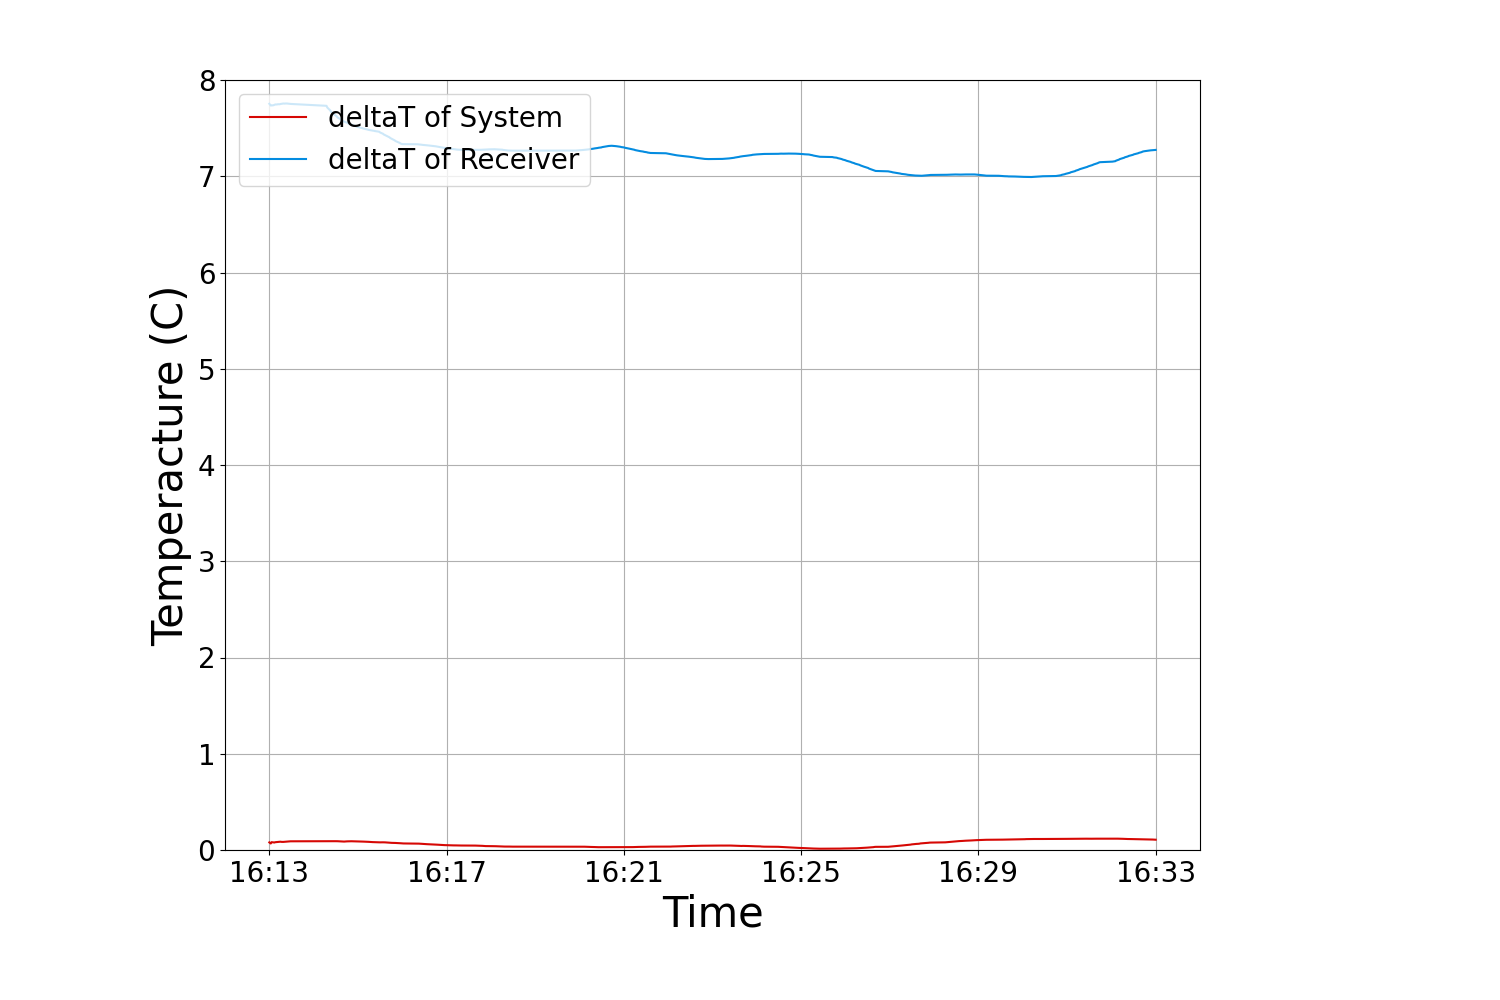 8
7
6
5
4
3
2
1
0
Temperacture (C)
deltaT of System
deltaT of Receiver
16:13 16:17 16:21 16:25 16:29 16:33
Time